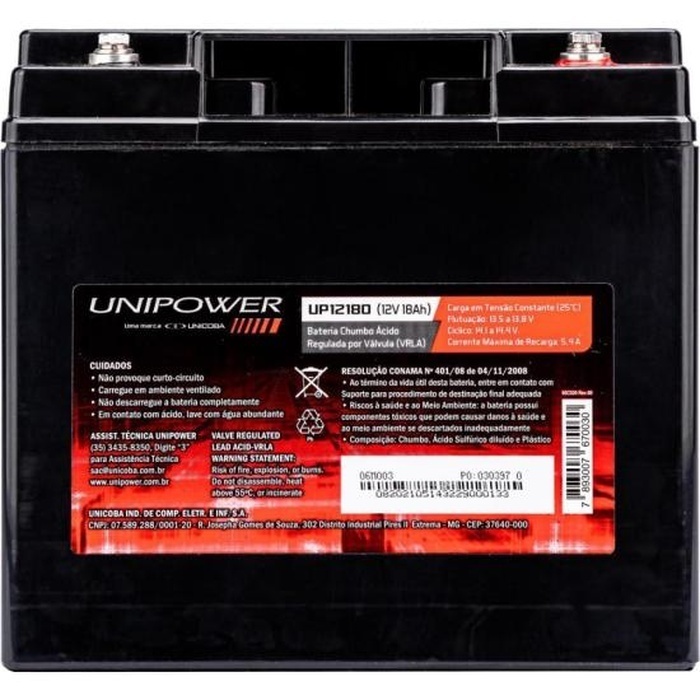 UNIPOWER
Uma marca UNICOBA
UP12180 (12V 18Ah)
Bateria Chumbo Ácido
Regulada por Válvula (VRLA)
Carga em Tensão Constante (25°C)
Flutuação: 13,5 a 13,8 V
Cíclico: 14,1 a 14,4 V
Corrente Máxima de Recarga: 5,4 A
CUIDADOS
• Não provoque curto-circuito
• Carregue em ambiente ventilado
• Não descarregue a bateria completamente
• Em contato com ácido, lave com água abundante
ASSIST. TÉCNICA UNIPOWER
(35) 3435-8350, Dígite "3"
para Assistência Técnica
sac@unicoba.com.br
www.unipower.com.br
VALVE REGULATED
LEAD ACID-VRLA
WARNING STATEMENT:
Risk of fire, explosion, or burns.
Do not disassemble, heat
above 55°C, or incinerate
Pb
RESOLUÇÃO CONAMA Nº 401/08 de 04/11/2008
• Ao término da vida útil desta bateria, entre em contato com
Suporte para procedimento de destinação final adequada
• Riscos à saúde e ao Meio Ambiente: a bateria possui
componentes tóxicos que podem causar danos à saúde e
ao meio ambiente se descartados inadequadamente
• Composição: Chumbo, Ácido Sulfúrico diluído e Plástico
06M003 PO:030397 0
08202105143229000133
7 893007 670030
UNICOBA IND. DE COMP. ELETR. E INF. S/A.
CNPJ: 07.589.288/0001-20 - R. Josepha Gomes de Souza, 302 Distrito Industrial Pires II Extrema - MG - CEP: 37640-000